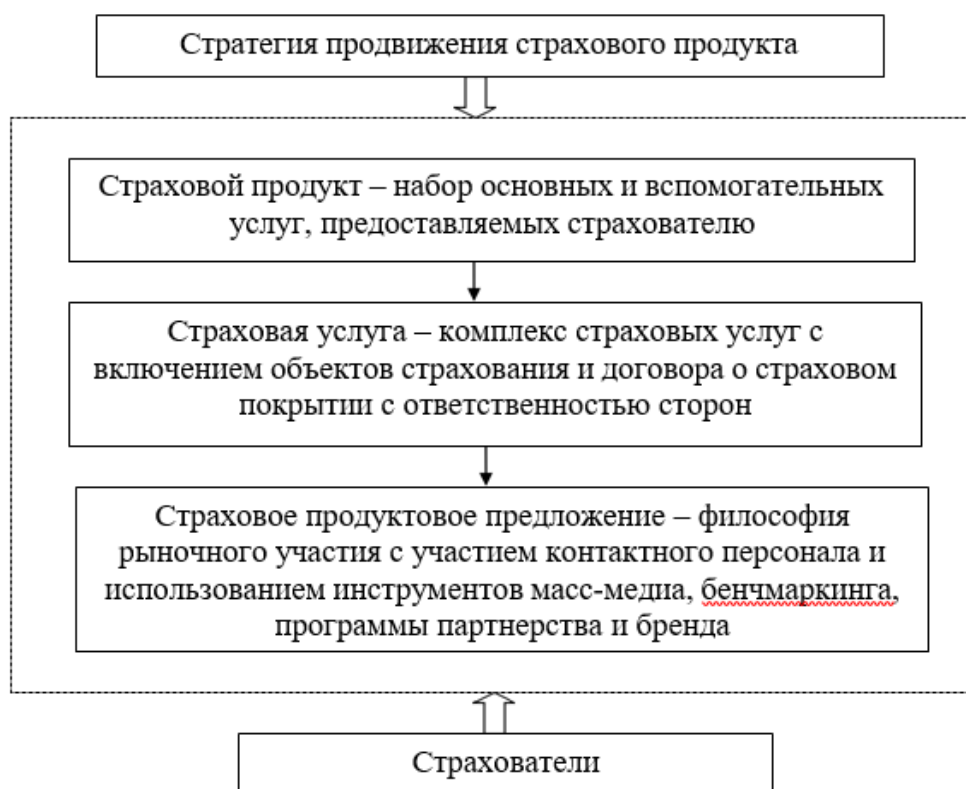 Стратегия продвижения страхового продукта
Страховой продукт – набор основных и вспомогательных
услуг, предоставляемых страхователю
Страховая услуга – комплекс страховых услуг с
включением объектов страхования и договора о страховом
покрытии с ответственностью сторон
Страховое продуктовое предложение – философия
рыночного участия с участием контактного персонала и
использованием инструментов масс-медиа, бенчмаркинга,
программы партнерства и бренда
Страхователи